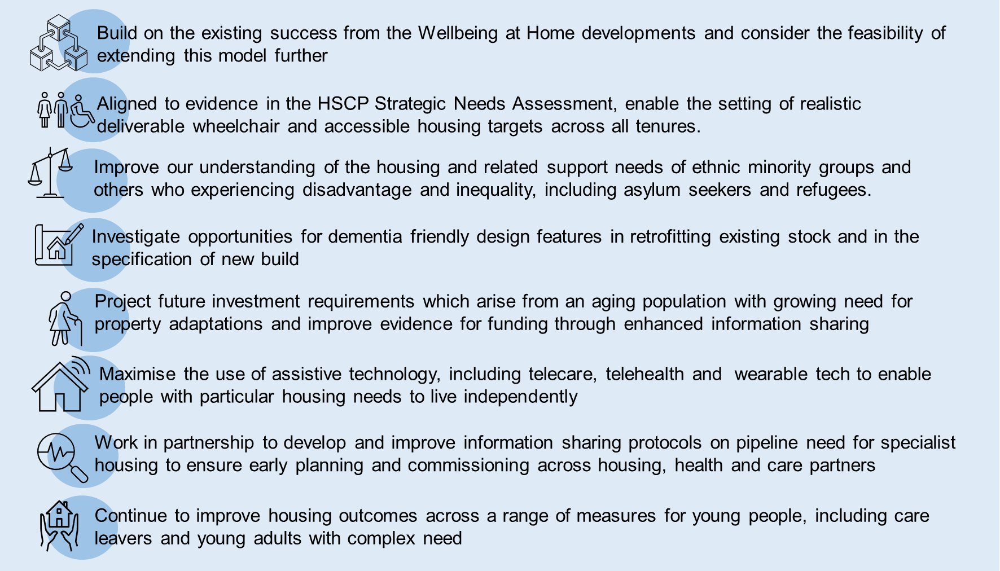 Build on the existing success from the Wellbeing at Home developments and consider the feasibility of
extending this model further
Aligned to evidence in the HSCP Strategic Needs Assessment, enable the setting of realistic
deliverable wheelchair and accessible housing targets across all tenures.
Improve our understanding of the housing and related support needs of ethnic minority groups and
others who experiencing disadvantage and inequality, including asylum seekers and refugees.
Investigate opportunities for dementia friendly design features in retrofitting existing stock and in the
specification of new build
Project future investment requirements which arise from an aging population with growing need for
property adaptations and improve evidence for funding through enhanced information sharing
Maximise the use of assistive technology, including telecare, telehealth and wearable tech to enable
people with particular housing needs to live independently
Work in partnership to develop and improve information sharing protocols on pipeline need for specialist
housing to ensure early planning and commissioning across housing, health and care partners
Continue to improve housing outcomes across a range of measures for young people, including care
leavers and young adults with complex need